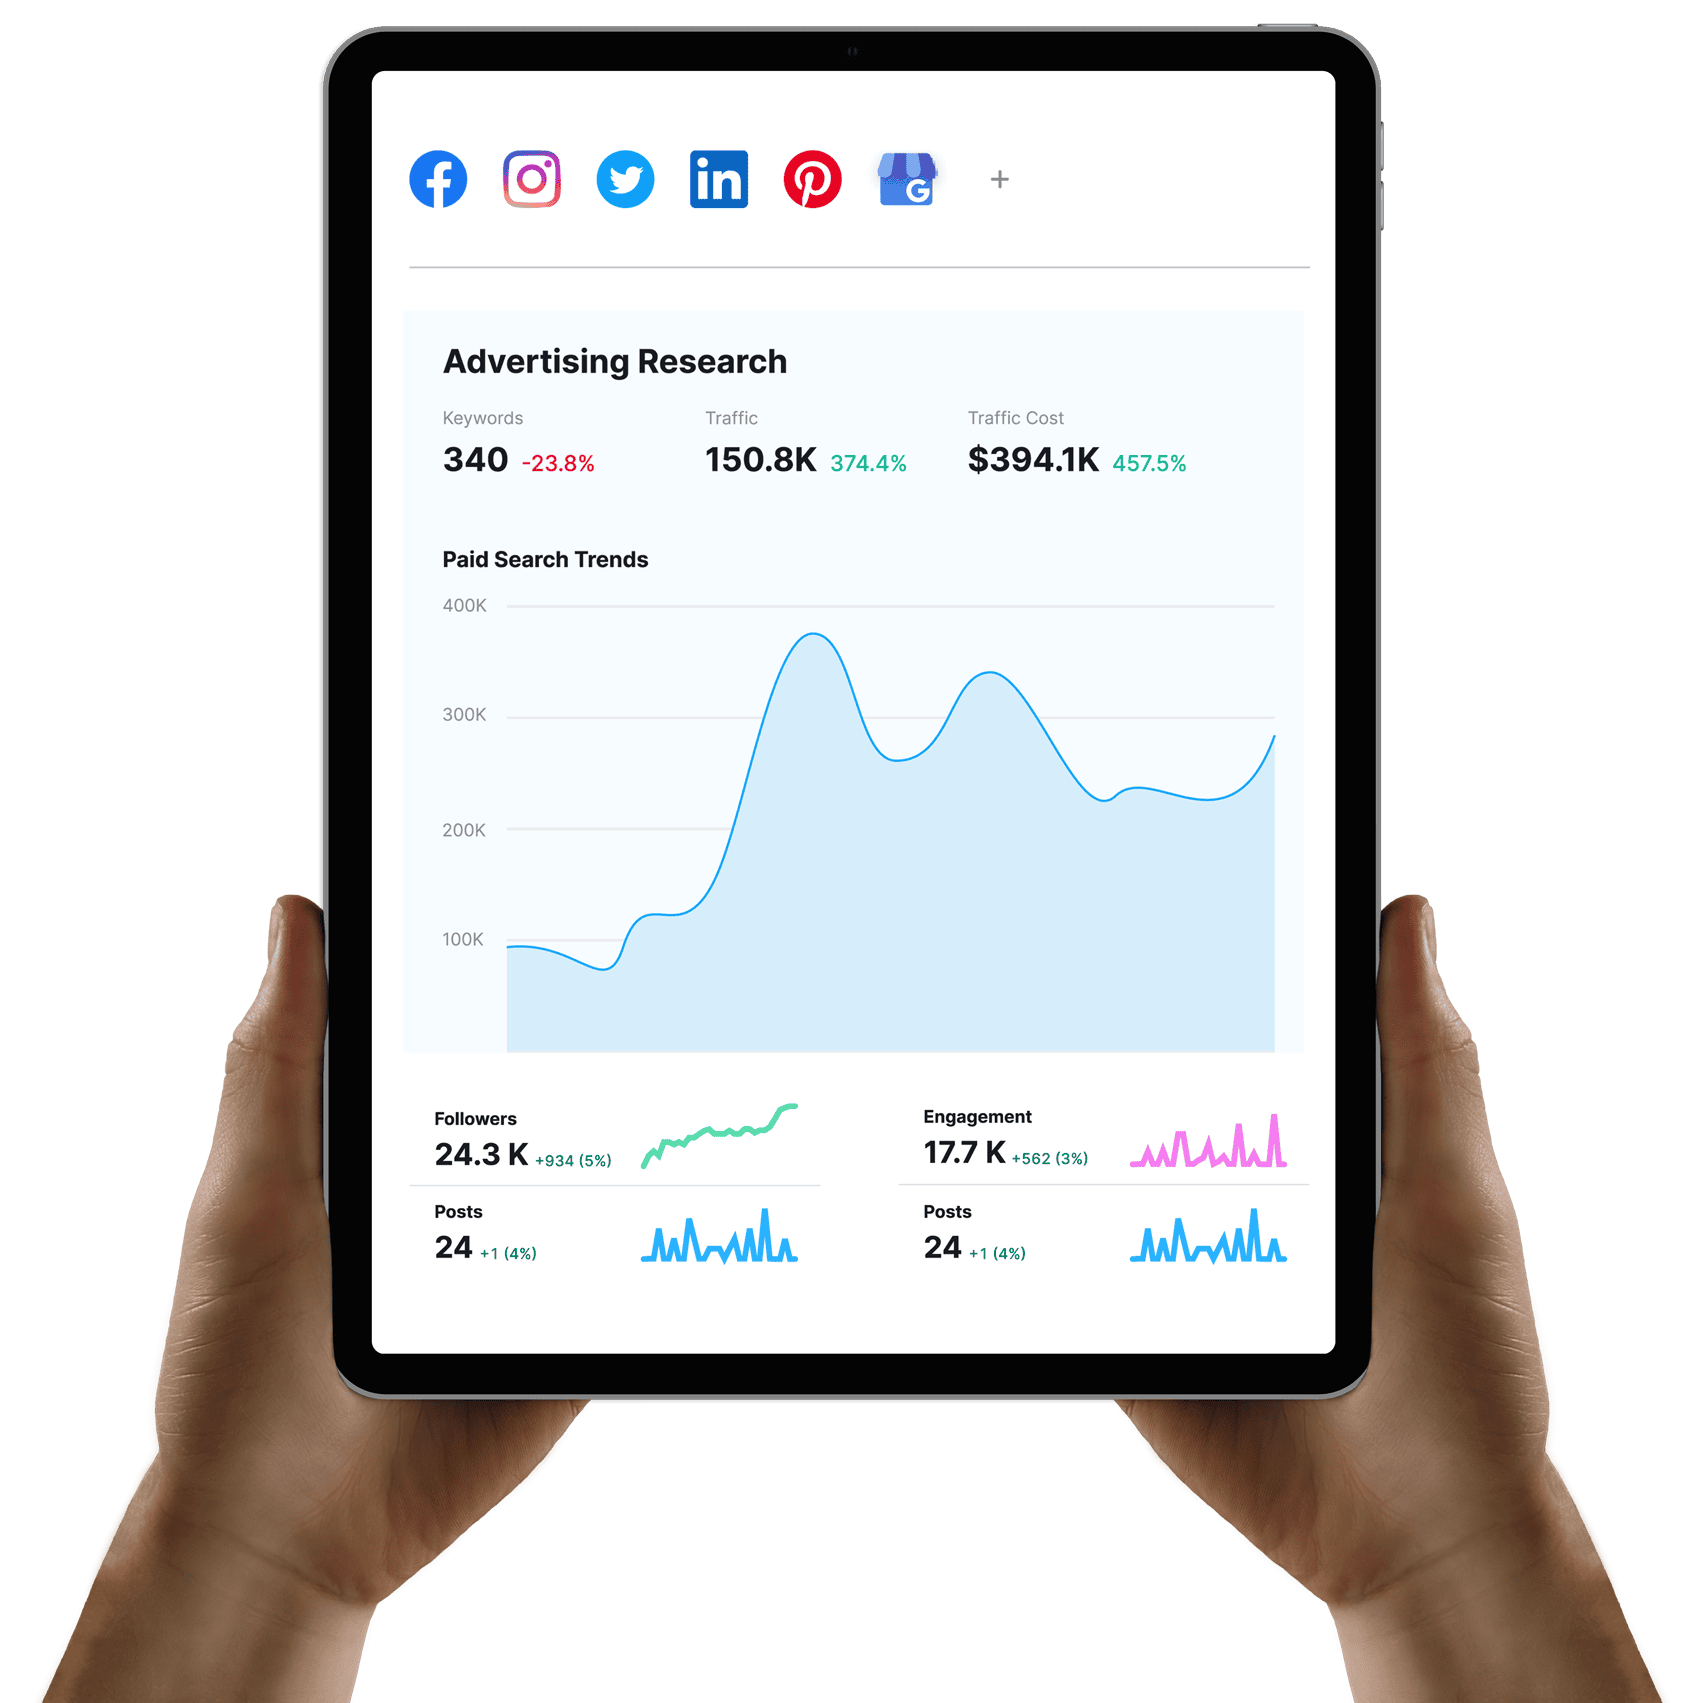 in
G
+
Advertising Research
Keywords Traffic Traffic Cost
340 -23.8% 150.8K 374.4% $394.1K 457.5%
Paid Search Trends
400K
300K
200K
100K
Followers
24.3 K +934 (5%)
Engagement
17.7 K +562 (3%)
Posts
24 +1 (4%)
Posts
24 +1 (4%)